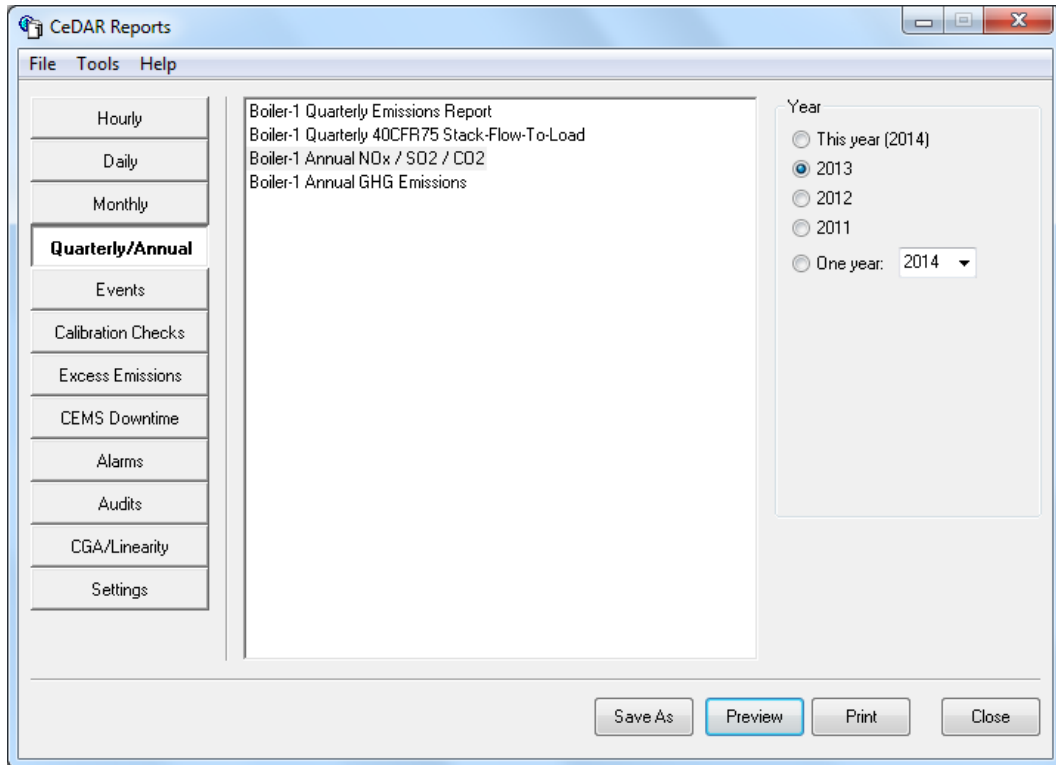 CeDAR Reports
File Tools Help
Hourly
Daily
Monthly
Quarterly/Annual
Events
Calibration Checks
Excess Emissions
CEMS Downtime
Alarms
Audits
CGA/Linearity
Settings
Boiler-1 Quarterly Emissions Report
Boiler-1 Quarterly 40CFR75 Stack-Flow-To-Load
Boiler-1 Annual NOx / SO2 / CO2
Boiler-1 Annual GHG Emissions
Year
This year (2014)
2013
2012
2011
One year: 2014
Save As Preview Print Close